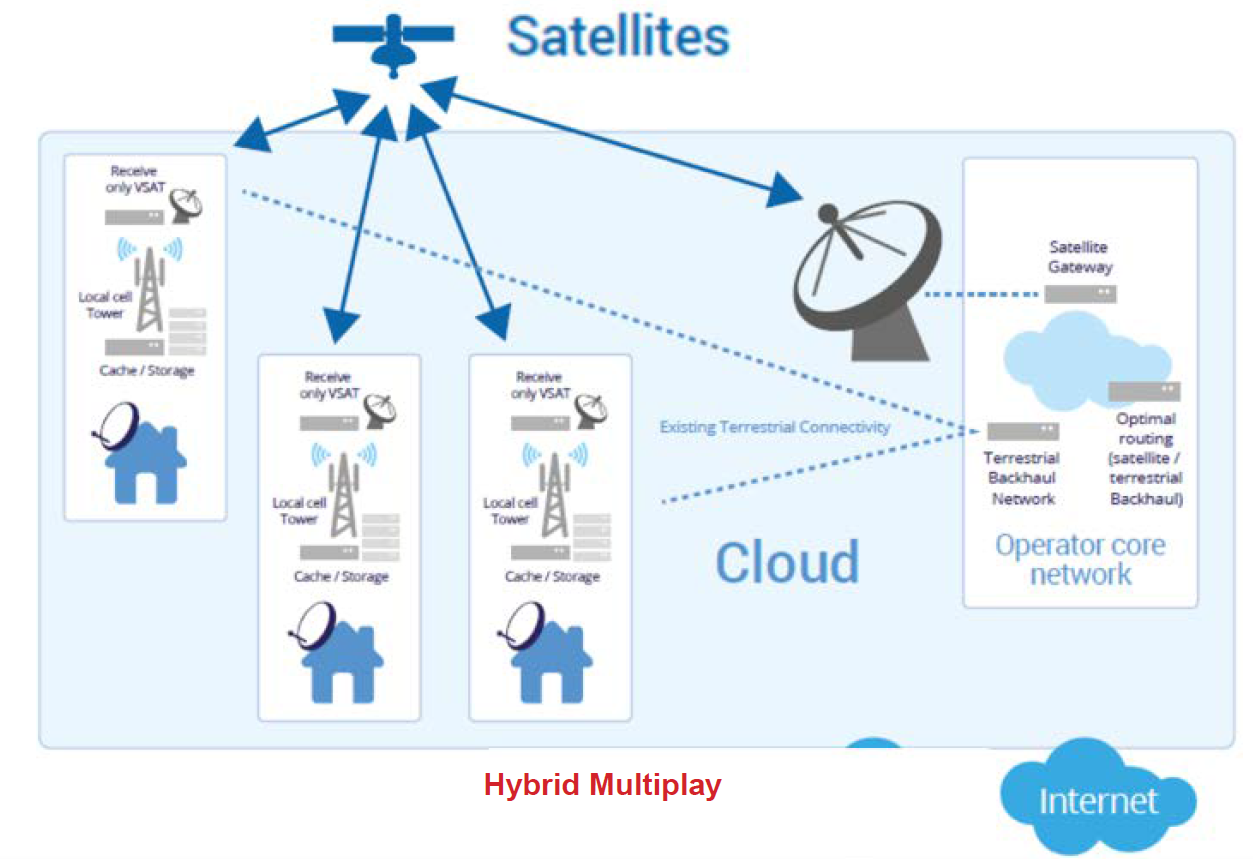 Satellites
Receive
only VSAT
Local cell
Tower
Cache / Storage
Receive
only VSAT
Local cell
Tower
Cache / Storage
Receive
only VSAT
Local cell
Tower
Cache / Storage
Existing Terrestrial Connectivity
Cloud
Satellite
Gateway
Terrestrial
Backhaul
Network
Optimal
routing
(satellite /
terrestrial
Backhaul)
Operator core
network
Hybrid Multiplay
Internet